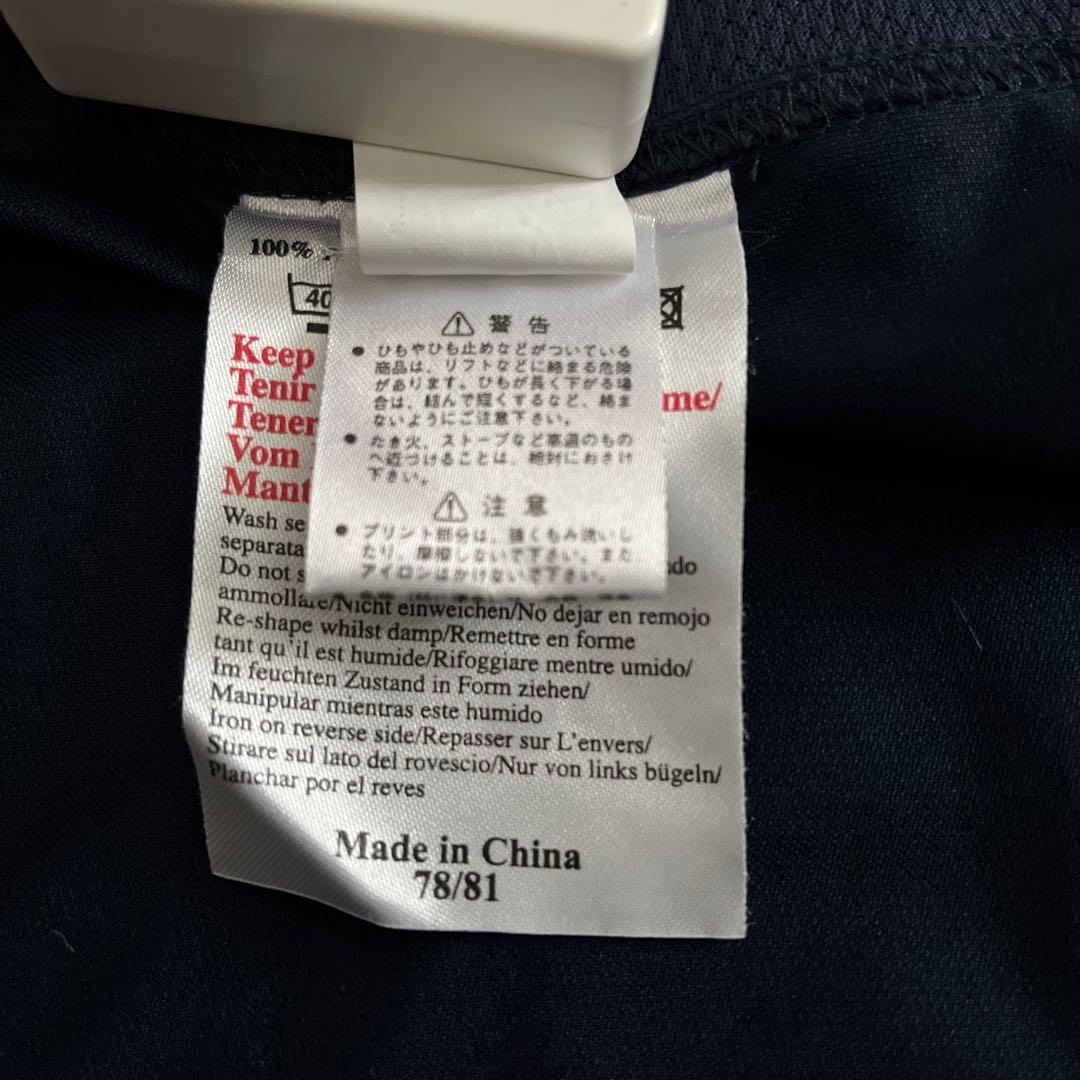 100%
40
Keep
Tenir
Tener
Vom
Mant
me/
警告
● ひもやひも止めなどがついている
商品は、リフトなどに絡まる危険
があります。ひもが長く下がる場
合は、結んで短くするなど、絡ま
ないようにご注意下さい。
● たき火、ストーブなど高温のもの
へ近づけることは、絶対におさけ
下さい。
注意
● プリント部分は、強くもみ洗いし
たり、摩擦しないで下さい。また
アイロンはかけないで下さい。
Wash se
separata
Do not s
ado
ammollare/Nicht einweichen/No dejar en remojo
Re-shape whilst damp/Remettre en forme
tant qu'il est humide/Rifoggiare mentre umido/
Im feuchten Zustand in Form ziehen/
Manipular mientras este humido
Iron on reverse side/Repasser sur L'envers/
Stirare sul lato del rovescio/Nur von links bügeln/
Planchar por el reves
Made in China
78/81